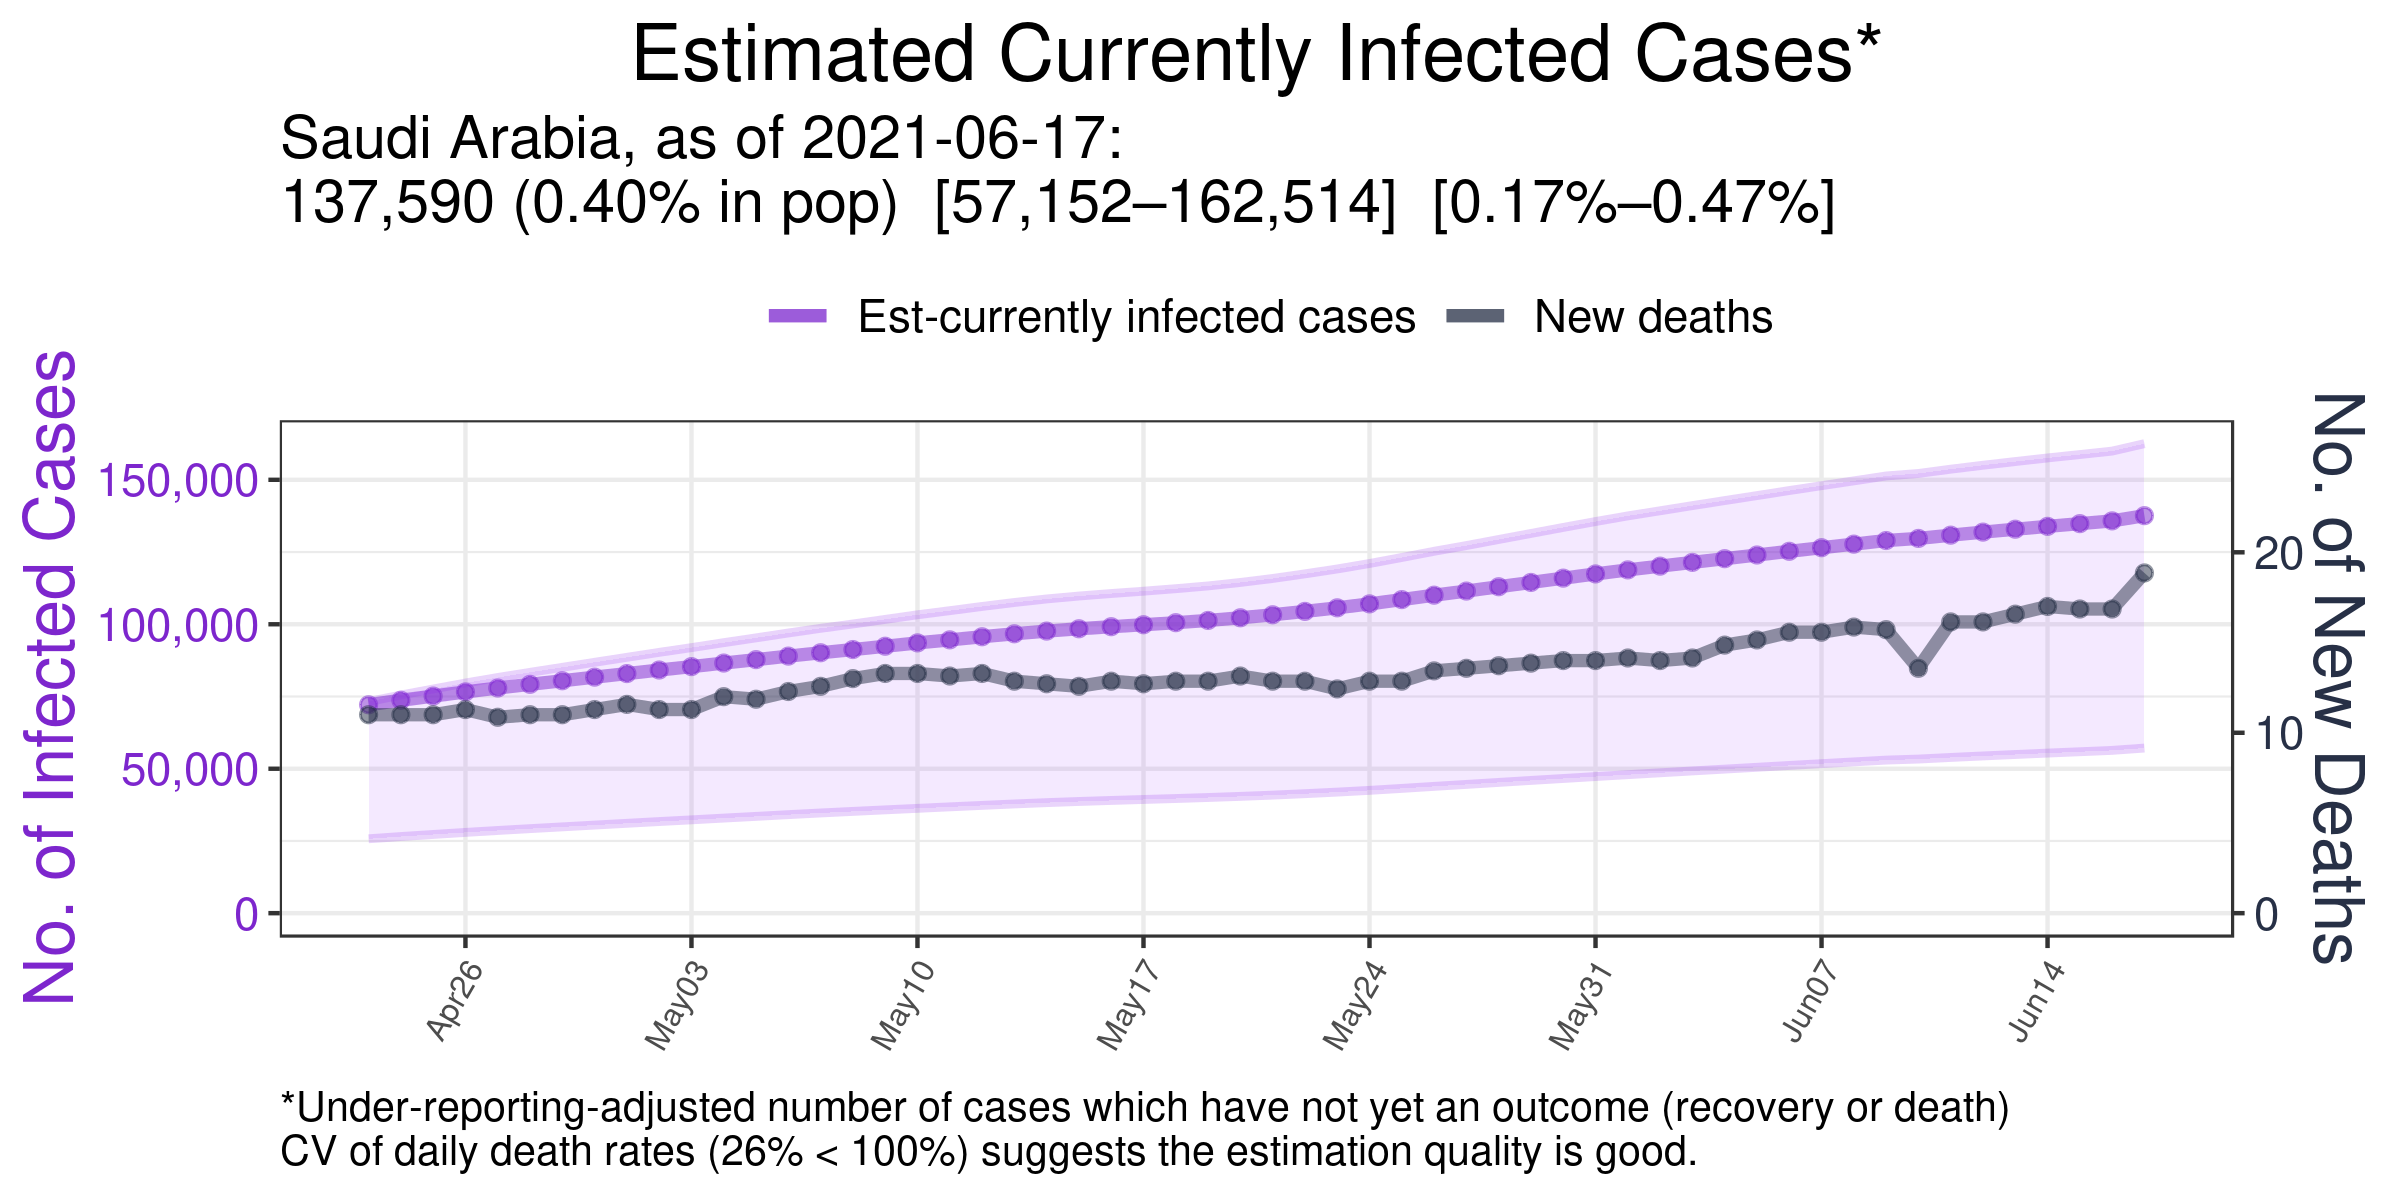 Estimated Currently Infected Cases*
Saudi Arabia, as of 2021-06-17:
137,590 (0.40% in pop)  [57,152–162,514]  [0.17%–0.47%]
Est-currently infected cases
New deaths
No. of Infected Cases
150,000
100,000
50,000
0
No. of New Deaths
20
10
0
Apr26
May03
May10
May17
May24
May31
Jun07
Jun14
*Under-reporting-adjusted number of cases which have not yet an outcome (recovery or death)
CV of daily death rates (26% < 100%) suggests the estimation quality is good.